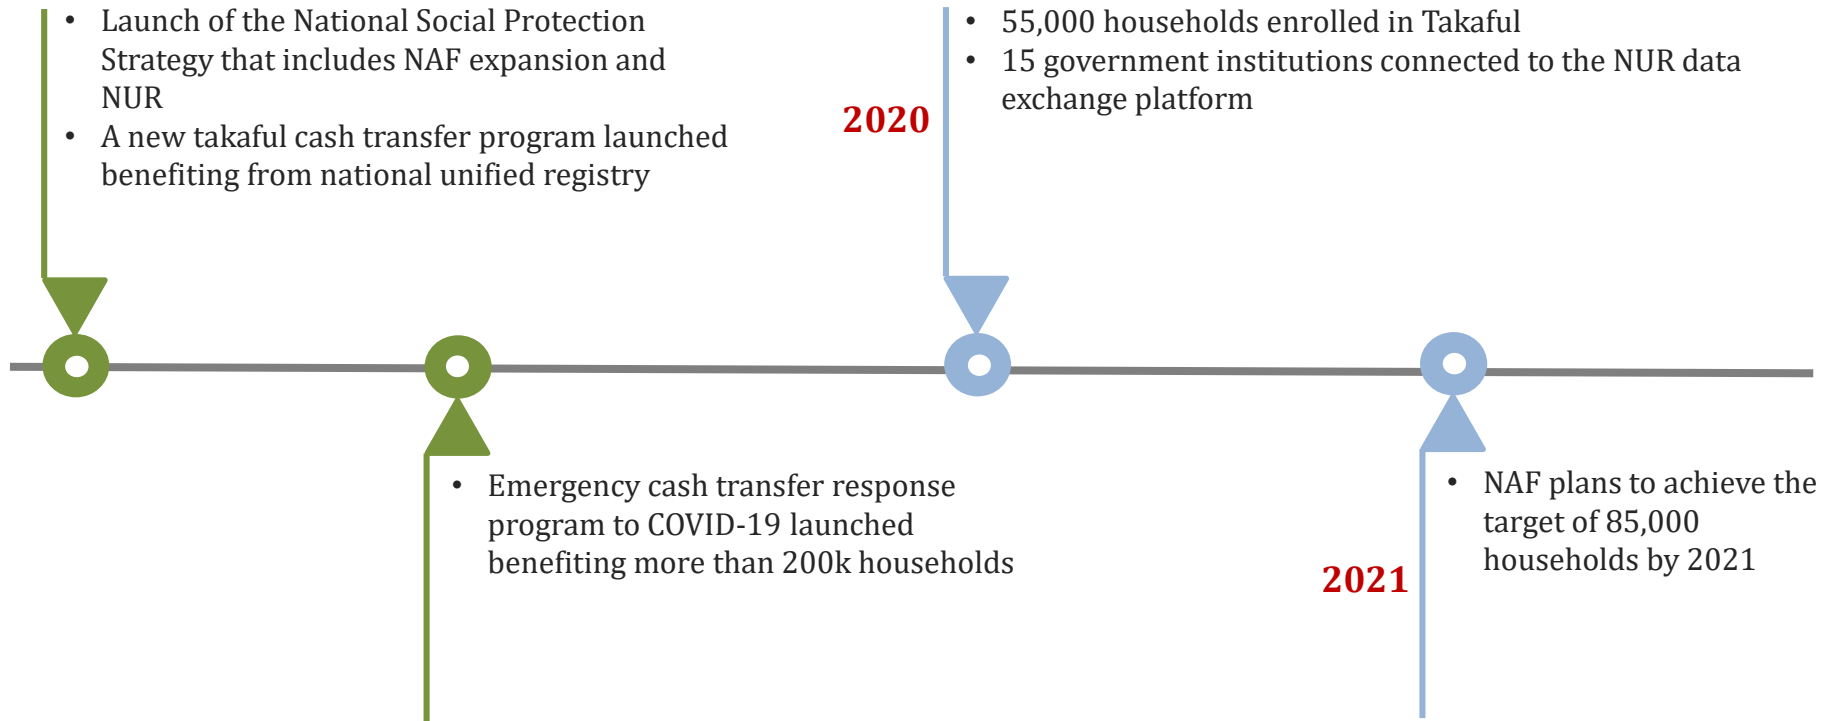 • Launch of the National Social Protection
Strategy that includes NAF expansion and
NUR
• A new takaful cash transfer program launched
benefiting from national unified registry
• Emergency cash transfer response
program to COVID-19 launched
benefiting more than 200k households
2020
• 55,000 households enrolled in Takaful
• 15 government institutions connected to the NUR data
exchange platform
2021
• NAF plans to achieve the
target of 85,000
households by 2021